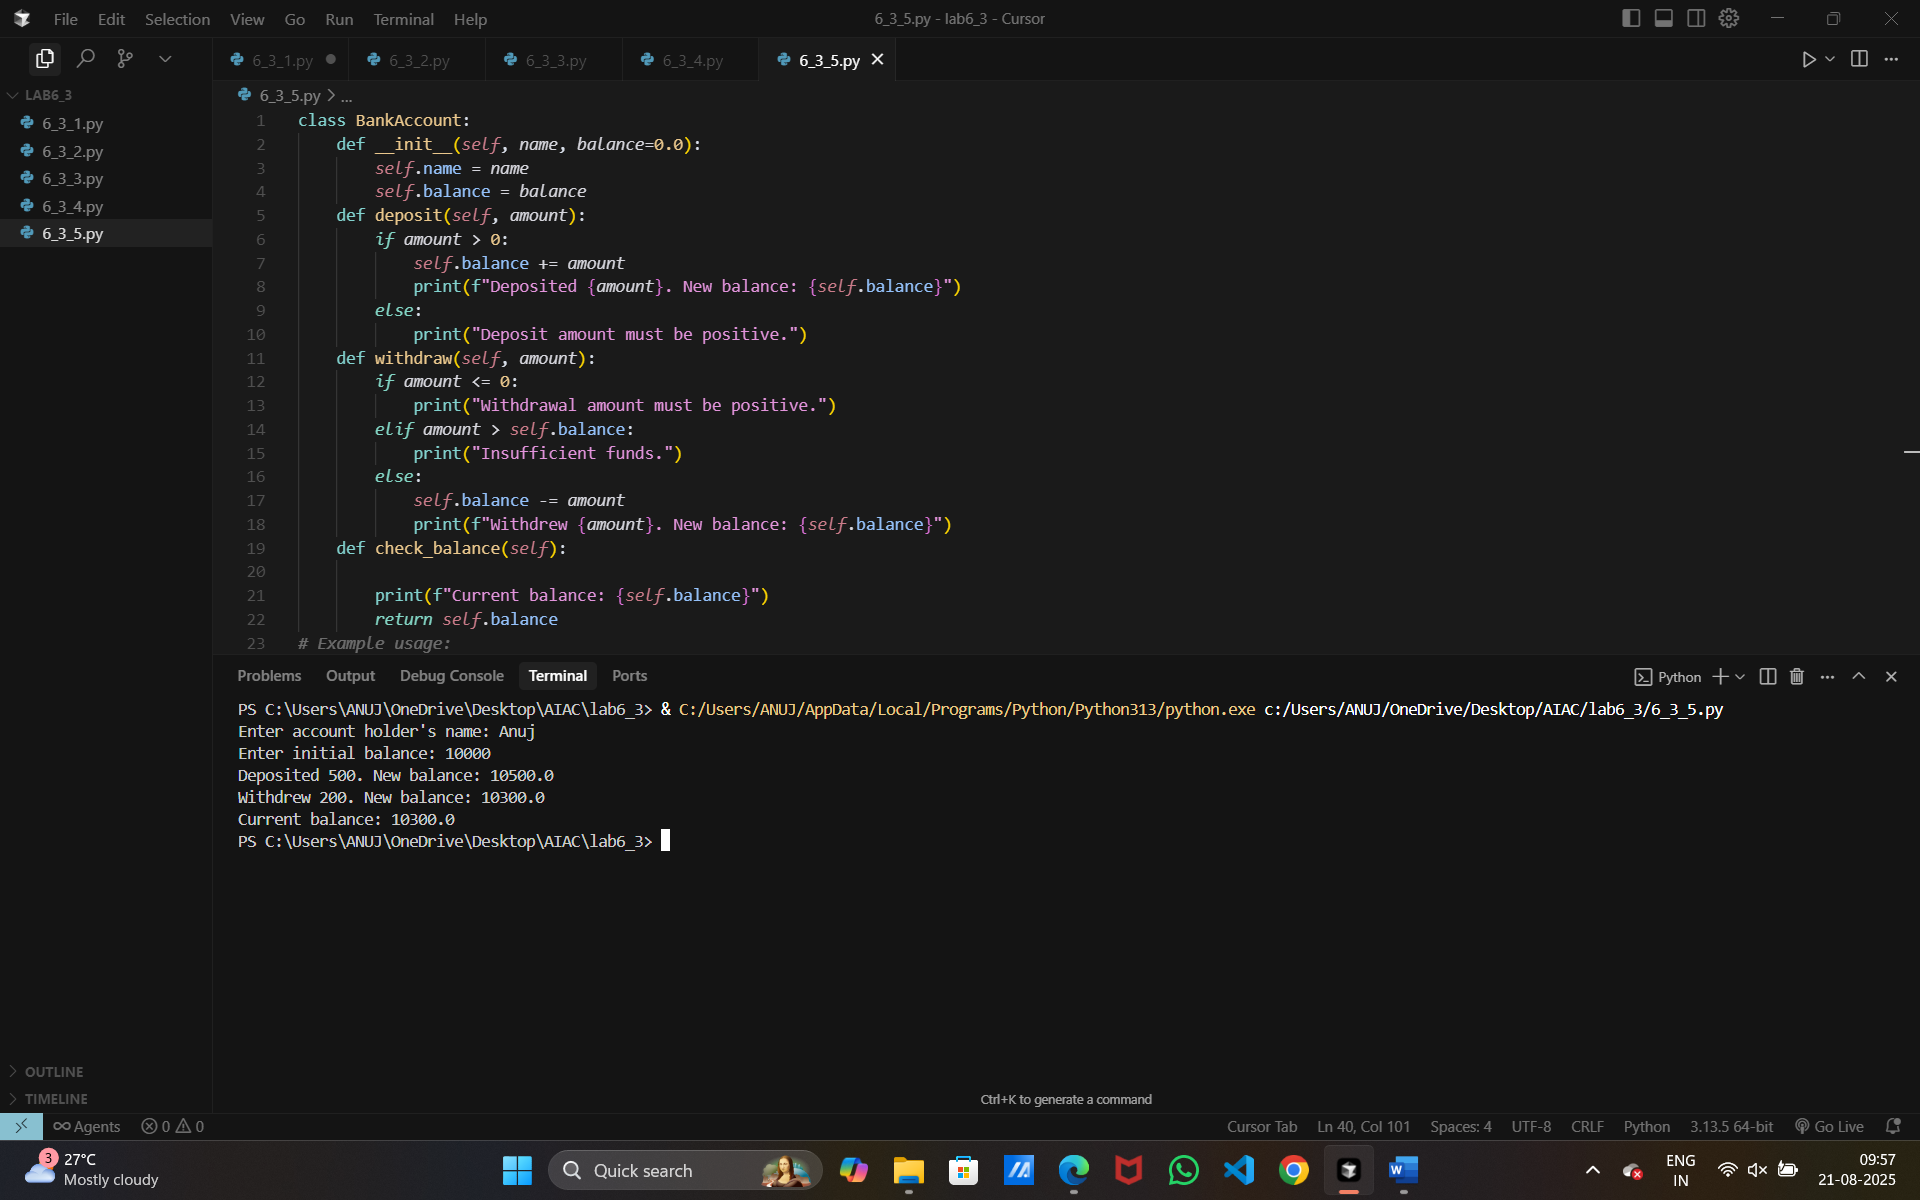 File Edit Selection View Go Run Terminal Help
6_3_5.py - lab6_3 - Cursor
6_3_1.py 6_3_2.py 6_3_3.py 6_3_4.py 6_3_5.py
LAB6_3
6_3_1.py
6_3_2.py
6_3_3.py
6_3_4.py
6_3_5.py
6_3_5.py > ...
1 class BankAccount:
2     def __init__(self, name, balance=0.0):
3         self.name = name
4         self.balance = balance
5     def deposit(self, amount):
6         if amount > 0:
7             self.balance += amount
8             print(f"Deposited {amount}. New balance: {self.balance}")
9         else:
10             print("Deposit amount must be positive.")
11     def withdraw(self, amount):
12         if amount <= 0:
13             print("Withdrawal amount must be positive.")
14         elif amount > self.balance:
15             print("Insufficient funds.")
16         else:
17             self.balance -= amount
18             print(f"Withdrew {amount}. New balance: {self.balance}")
19     def check_balance(self):
20
21         print(f"Current balance: {self.balance}")
22         return self.balance
23 # Example usage:
Problems Output Debug Console Terminal Ports
Python
PS C:\Users\ANUJ\OneDrive\Desktop\AIAC\lab6_3> & C:/Users/ANUJ/AppData/Local/Programs/Python/Python313/python.exe c:/Users/ANUJ/OneDrive/Desktop/AIAC/lab6_3/6_3_5.py
Enter account holder's name: Anuj
Enter initial balance: 10000
Deposited 500. New balance: 10500.0
Withdrew 200. New balance: 10300.0
Current balance: 10300.0
PS C:\Users\ANUJ\OneDrive\Desktop\AIAC\lab6_3>
OUTLINE
TIMELINE
Ctrl+K to generate a command
Agents 0 0
Cursor Tab Ln 40, Col 101 Spaces: 4 UTF-8 CRLF Python 3.13.5 64-bit Go Live
3
27°C
Mostly cloudy
Quick search
ENG
IN
09:57
21-08-2025